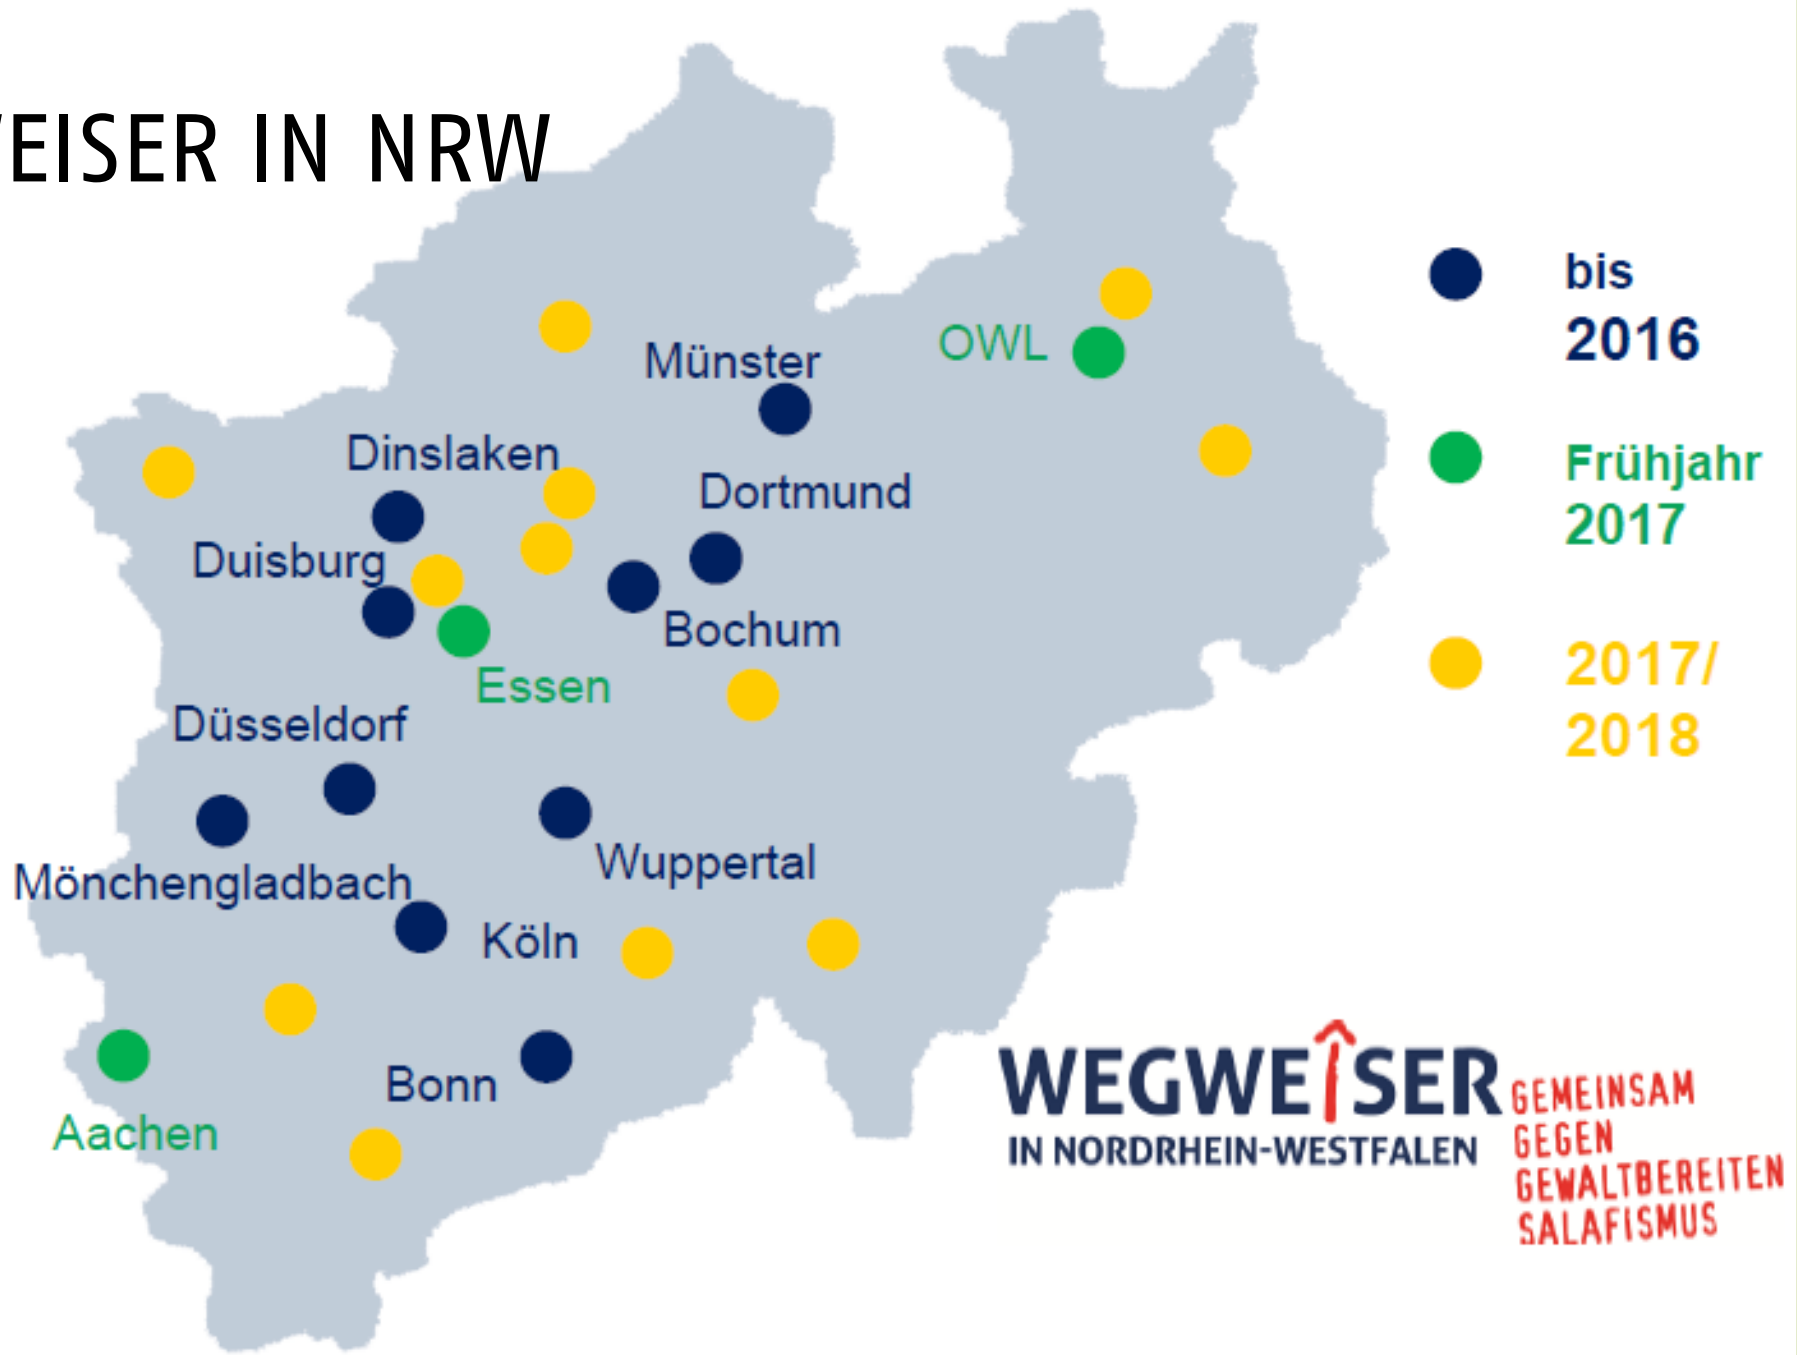 WEISER IN NRW
bis
2016
OWL
Münster
Dinslaken
Frühjahr
2017
Dortmund
Duisburg
Bochum
Essen
2017/
2018
Düsseldorf
Wuppertal
Mönchengladbach
Köln
Bonn
Aachen
WEGWEISER
IN NORDRHEIN-WESTFALEN
GEMEINSAM
GEGEN
GEWALTBEREITEN
SALAFISMUS